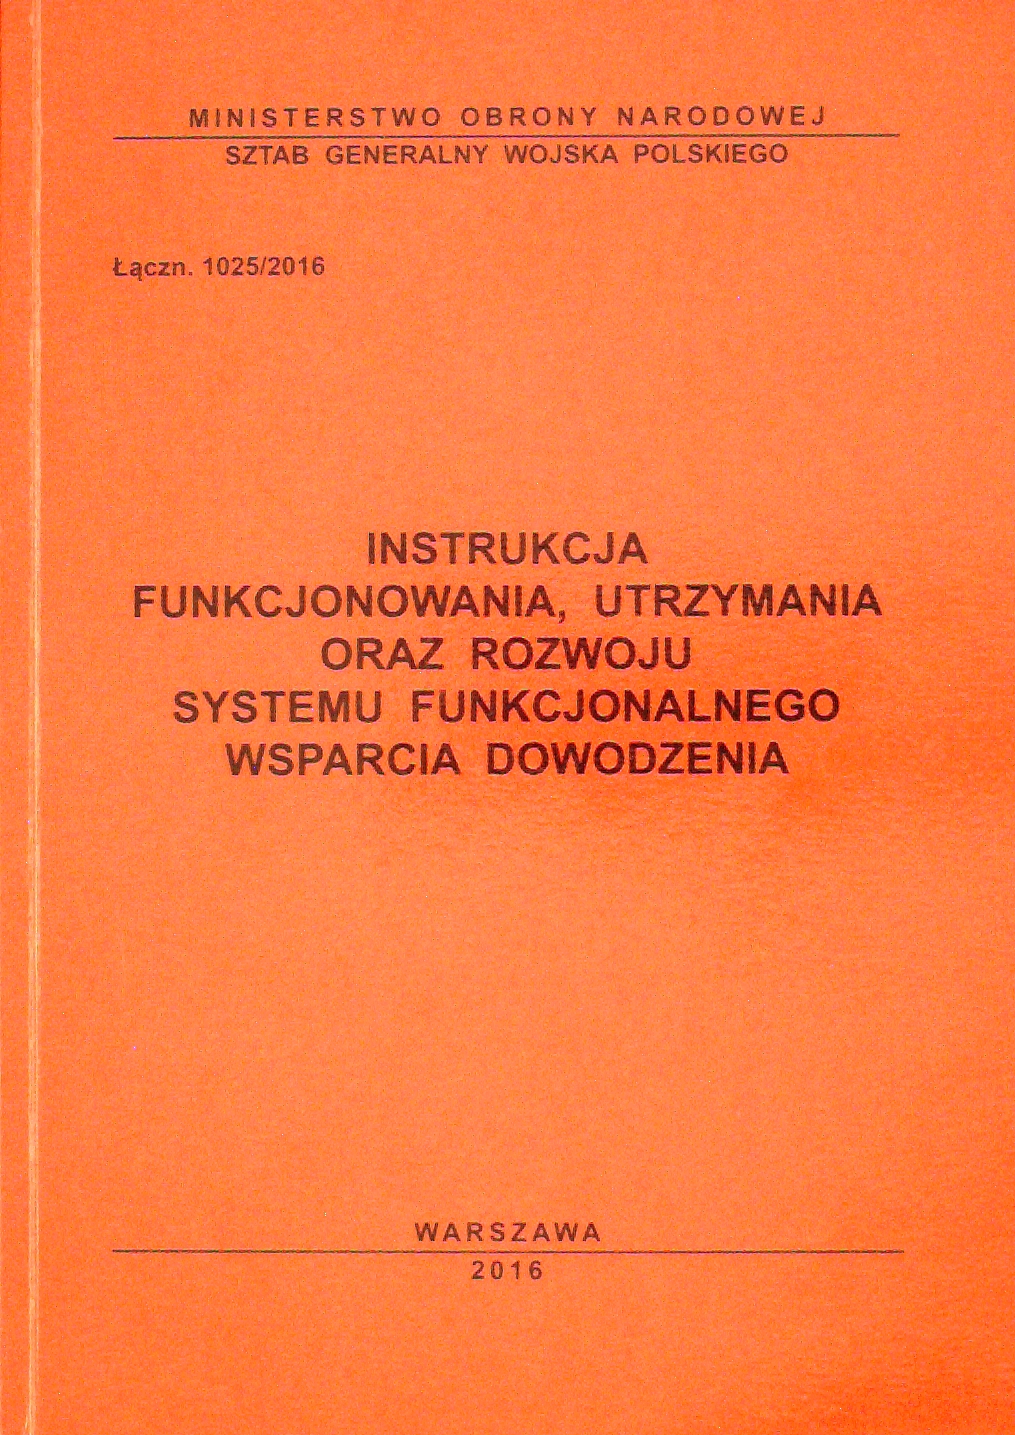 MINISTERSTWO OBRONY NARODOWEJ
SZTAB GENERALNY WOJSKA POLSKIEGO
Łączn. 1025/2016
INSTRUKCJA
FUNKCJONOWANIA, UTRZYMANIA
ORAZ ROZWOJU
SYSTEMU FUNKCJONALNEGO
WSPARCIA DOWODZENIA
WARSZAWA
2016